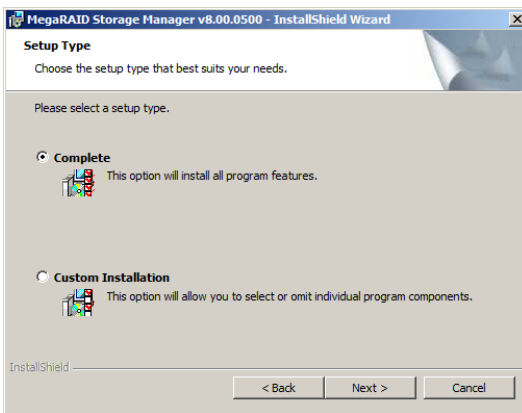 MegaRAID Storage Manager v8.00.0500 - InstallShield Wizard
Setup Type
Choose the setup type that best suits your needs.
Please select a setup type.
Complete
This option will install all program features.
Custom Installation
This option will allow you to select or omit individual program components.
InstallShield
< Back Next > Cancel